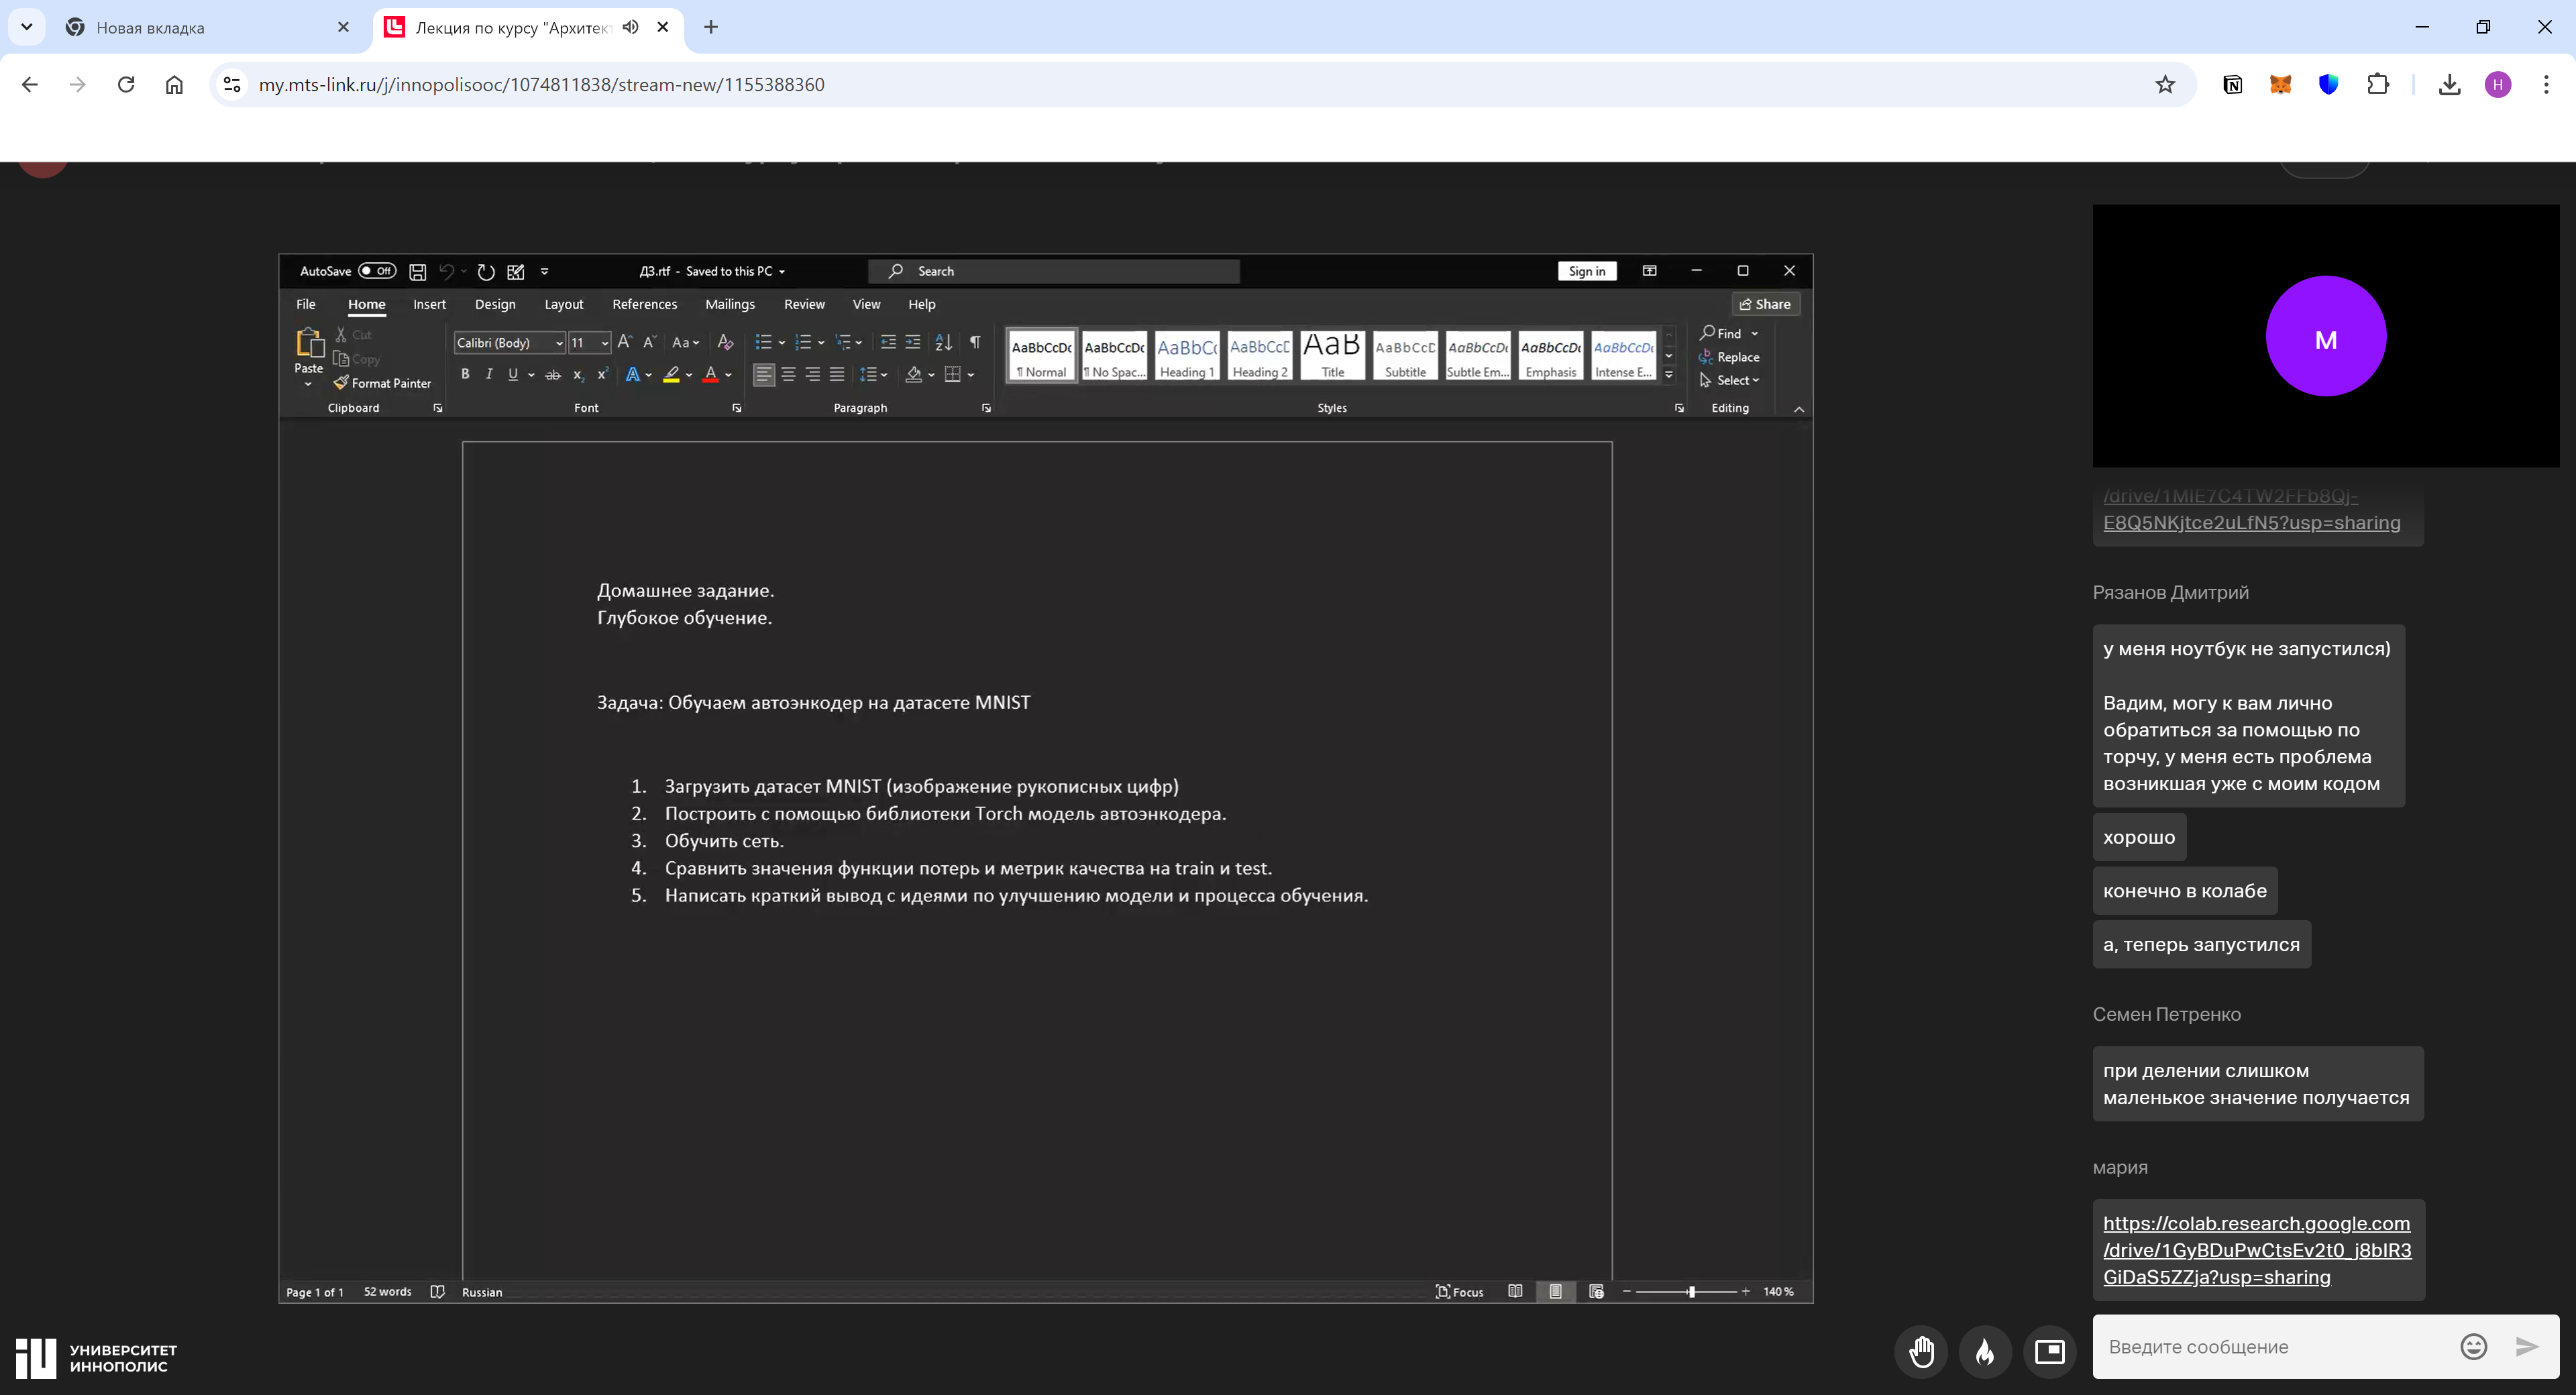 Новая вкладка
Лекция по курсу "Архитект
my.mts-link.ru/j/innopolisooc/1074811838/stream-new/1155388360
H
AutoSave Off
ДЗ.rtf - Saved to this PC
Search
Sign in
File Home Insert Design Layout References Mailings Review View Help
Share
Paste
Cut
Copy
Format Painter
Clipboard
Calibri (Body) 11
Font
Paragraph
AaBbCcDc AaBbCcDc AaBbCc AaBbCcD AaB AaBbCcD AaBbCcDc AaBbCcDc AaBbCcDc
¶ Normal ¶ No Spac... Heading 1 Heading 2 Title Subtitle Subtle Em... Emphasis Intense E...
Styles
Find
Replace
Select
Editing
Домашнее задание.
Глубокое обучение.
Задача: Обучаем автоэнкодер на датасете MNIST
1. Загрузить датасет MNIST (изображение рукописных цифр)
2. Построить с помощью библиотеки Torch модель автоэнкодера.
3. Обучить сеть.
4. Сравнить значения функции потерь и метрик качества на train и test.
5. Написать краткий вывод с идеями по улучшению модели и процесса обучения.
Page 1 of 1 52 words Russian
Focus
140 %
УНИВЕРСИТЕТ
ИННОПОЛИС
М
/drive/1MIE7C4TW2FFb8Qj-
E8Q5NKjtce2uLfN5?usp=sharing
Рязанов Дмитрий
у меня ноутбук не запустился)
Вадим, могу к вам лично
обратиться за помощью по
торчу, у меня есть проблема
возникшая уже с моим кодом
хорошо
конечно в колабе
а, теперь запустился
Семен Петренко
при делении слишком
маленькое значение получается
мария
https://colab.research.google.com
/drive/1GyBDuPwCtsEv2t0_j8bIR3
GiDaS5ZZja?usp=sharing
Введите сообщение